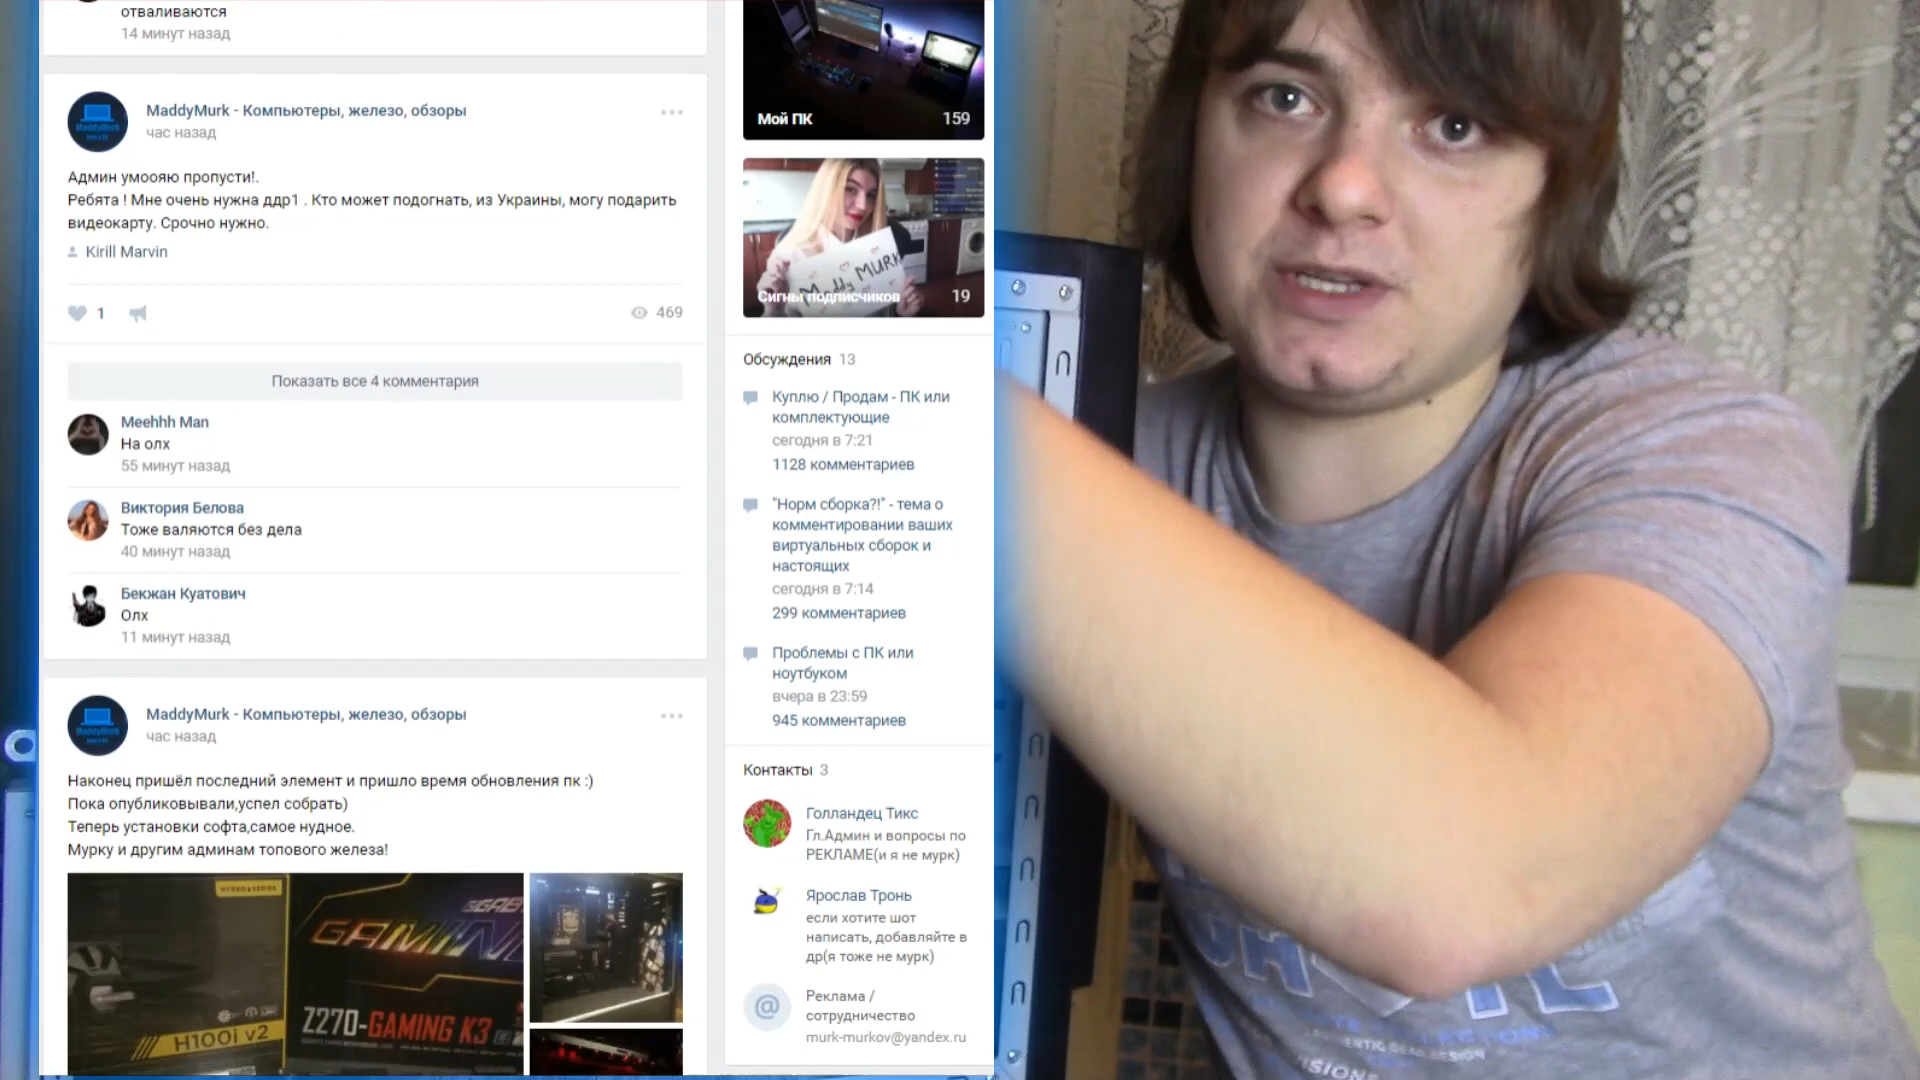 отваливаются
14 минут назад
MaddyMurk - Компьютеры, железо, обзоры
час назад
Админ умоояю пропусти!.
Ребята ! Мне очень нужна ддр1 . Кто может подогнать, из Украины, могу подарить
видеокарту. Срочно нужно.
Kirill Marvin
1
469
Показать все 4 комментария
Meehhh Man
На олх
55 минут назад
Виктория Белова
Тоже валяются без дела
40 минут назад
Бекжан Куатович
Олх
11 минут назад
MaddyMurk - Компьютеры, железо, обзоры
час назад
Наконец пришёл последний элемент и пришло время обновления пк :)
Пока опубликовывали,успел собрать)
Теперь установки софта,самое нудное.
Мурку и другим админам топового железа!
HYDRO SERIES
H100i v2
GAMIN
Z270-GAMING K3
Мой ПК
159
Maddy MURK
Сигны подписчиков
19
Обсуждения 13
Куплю / Продам - ПК или
комплектующие
сегодня в 7:21
1128 комментариев
"Норм сборка?!" - тема о
комментировании ваших
виртуальных сборок и
настоящих
сегодня в 7:14
299 комментариев
Проблемы с ПК или
ноутбуком
вчера в 23:59
945 комментариев
Контакты 3
Голландец Тикс
Гл.Админ и вопросы по
РЕКЛАМЕ(и я не мурк)
Ярослав Тронь
если хотите шот
написать, добавляйте в
др(я тоже не мурк)
Реклама /
сотрудничество
murk-murkov@yandex.ru